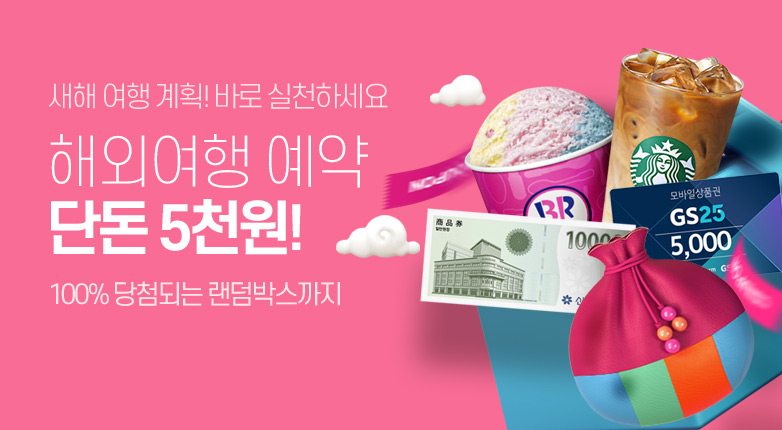 새해 여행 계획! 바로 실천하세요
해외여행 예약
단돈 5천원!
100% 당첨되는 랜덤박스까지
BR
모바일상품권
GS25
5,000
商品券